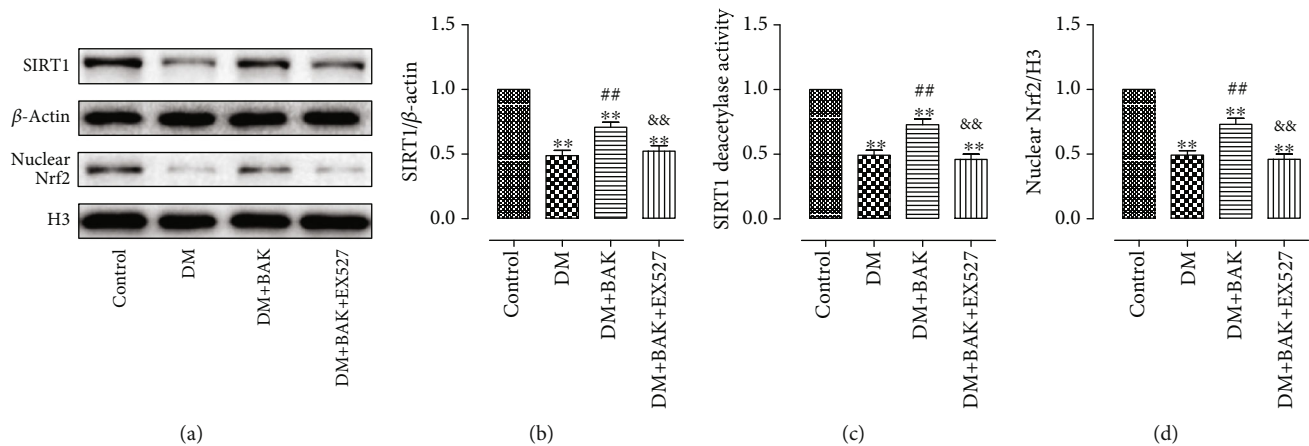 SIRT1
β-Actin
Nuclear
Nrf2
H3
Control
DM
DM+BAK
DM+BAK+EX527
(a)
SIRT1/β-actin
1.5
1.0
0.5
0.0
**
##
**
&&
**
Control
DM
DM+BAK
DM+BAK+EX527
(b)
SIRT1 deacetylase activity
1.5
1.0
0.5
0.0
**
##
**
&&
**
Control
DM
DM+BAK
DM+BAK+EX527
(c)
Nuclear Nrf2/H3
1.5
1.0
0.5
0.0
**
##
**
&&
**
Control
DM
DM+BAK
DM+BAK+EX527
(d)